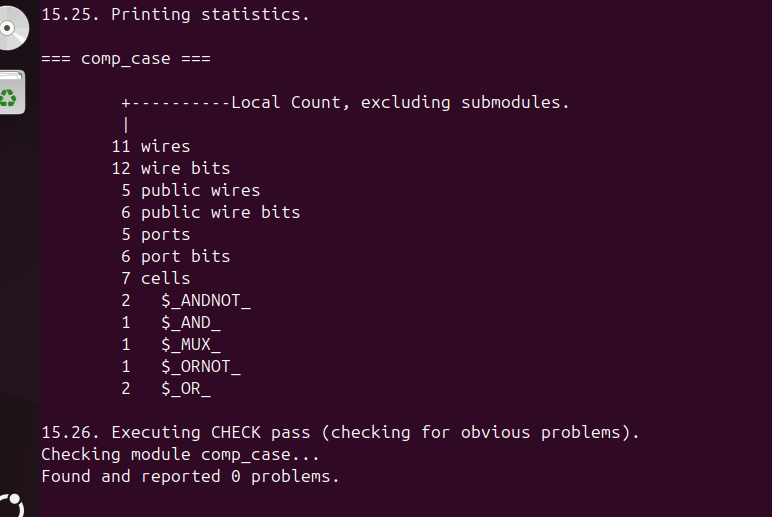 15.25. Printing statistics.
=== comp_case ===
+----------Local Count, excluding submodules.
|
11 wires
12 wire bits
5 public wires
6 public wire bits
5 ports
6 port bits
7 cells
2   $_ANDNOT_
1   $_AND_
1   $_MUX_
1   $_ORNOT_
2   $_OR_
15.26. Executing CHECK pass (checking for obvious problems).
Checking module comp_case...
Found and reported 0 problems.